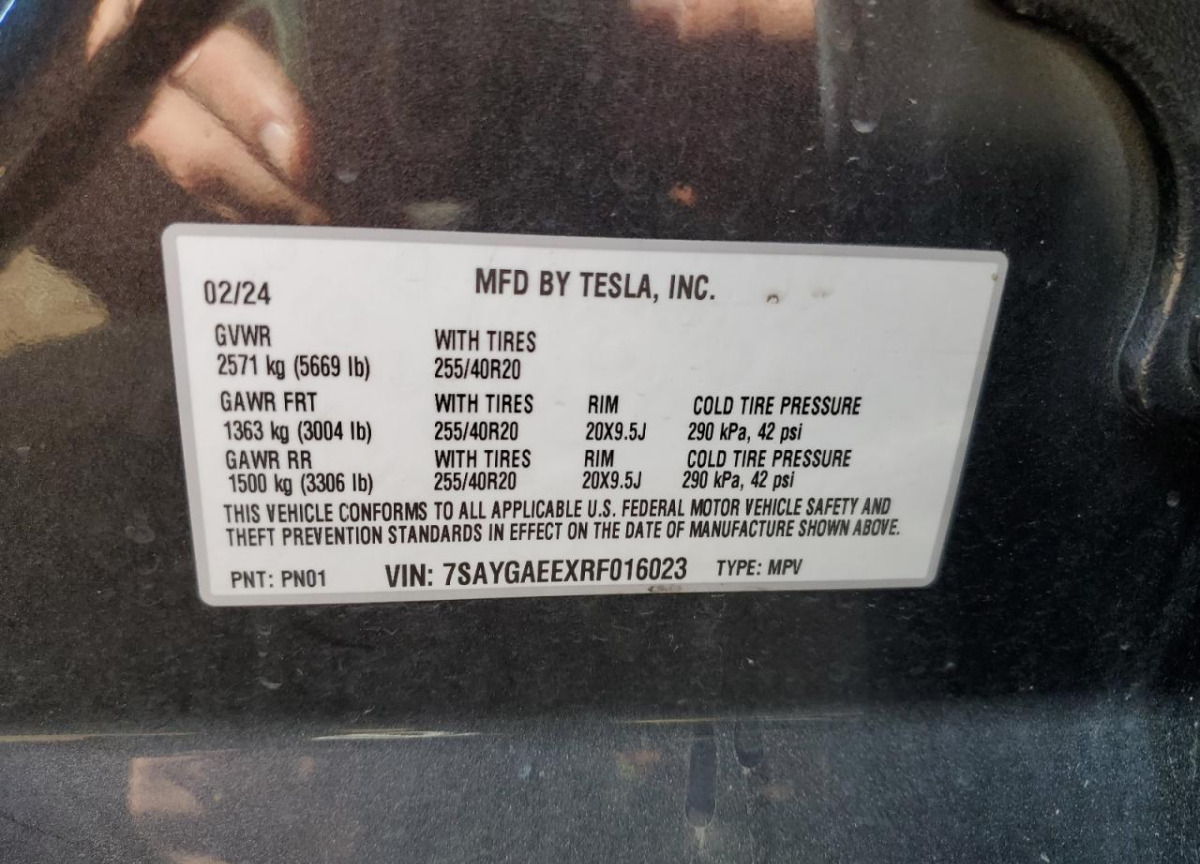 02/24 MFD BY TESLA, INC.
GVWR WITH TIRES
2571 kg (5669 lb) 255/40R20
GAWR FRT WITH TIRES RIM COLD TIRE PRESSURE
1363 kg (3004 lb) 255/40R20 20X9.5J 290 kPa, 42 psi
GAWR RR WITH TIRES RIM COLD TIRE PRESSURE
1500 kg (3306 lb) 255/40R20 20X9.5J 290 kPa, 42 psi
THIS VEHICLE CONFORMS TO ALL APPLICABLE U.S. FEDERAL MOTOR VEHICLE SAFETY AND
THEFT PREVENTION STANDARDS IN EFFECT ON THE DATE OF MANUFACTURE SHOWN ABOVE.
PNT: PN01 VIN: 7SAYGAEEXRF016023 TYPE: MPV